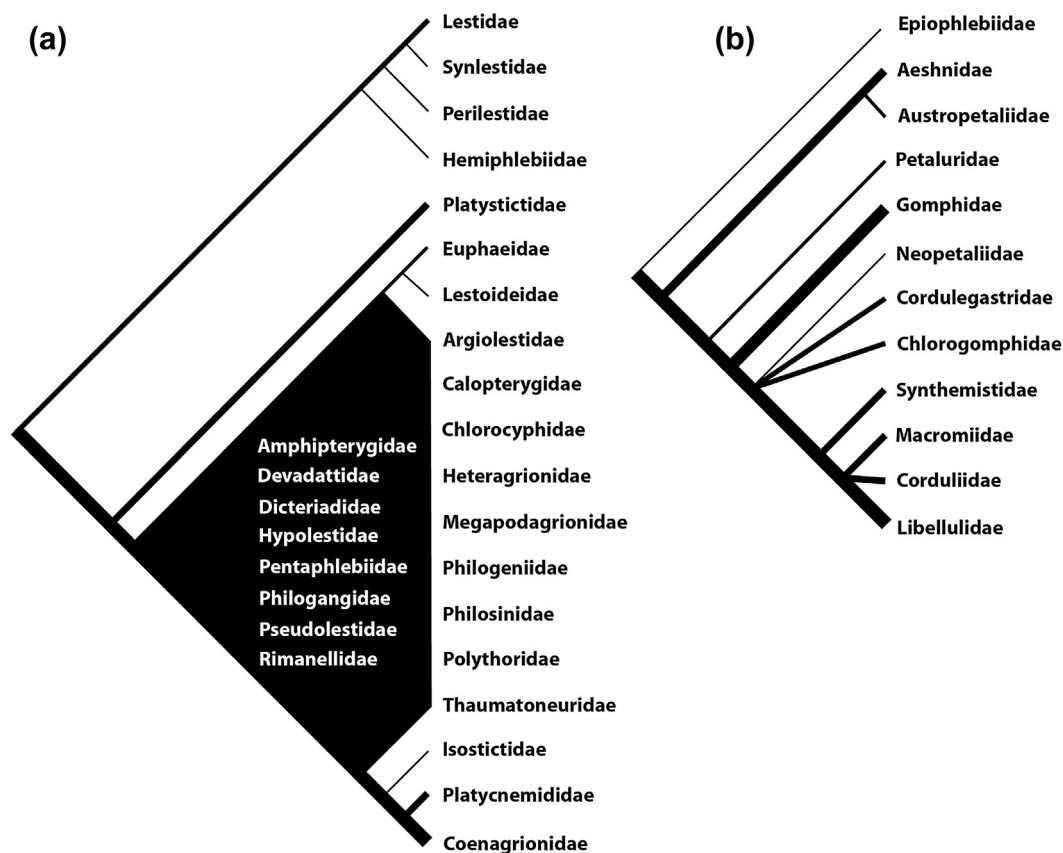 (a)
Lestidae
Synlestidae
Perilestidae
Hemiphlebiidae
Platystictidae
Euphaeidae
Lestoideidae
Argiolestidae
Calopterygidae
Chlorocyphidae
Heteragrionidae
Megapodagrionidae
Philogeniidae
Philosinidae
Polythoridae
Thaumatoneuridae
Isostictidae
Platycnemididae
Coenagrionidae
Amphipterygidae
Devadattidae
Dicteriadidae
Hypolestidae
Pentaphlebiidae
Philogangidae
Pseudolestidae
Rimanellidae
(b)
Epiophlebiidae
Aeshnidae
Austropetaliidae
Petaluridae
Gomphidae
Neopetaliidae
Cordulegastridae
Chlorogomphidae
Synthemistidae
Macromiidae
Corduliidae
Libellulidae